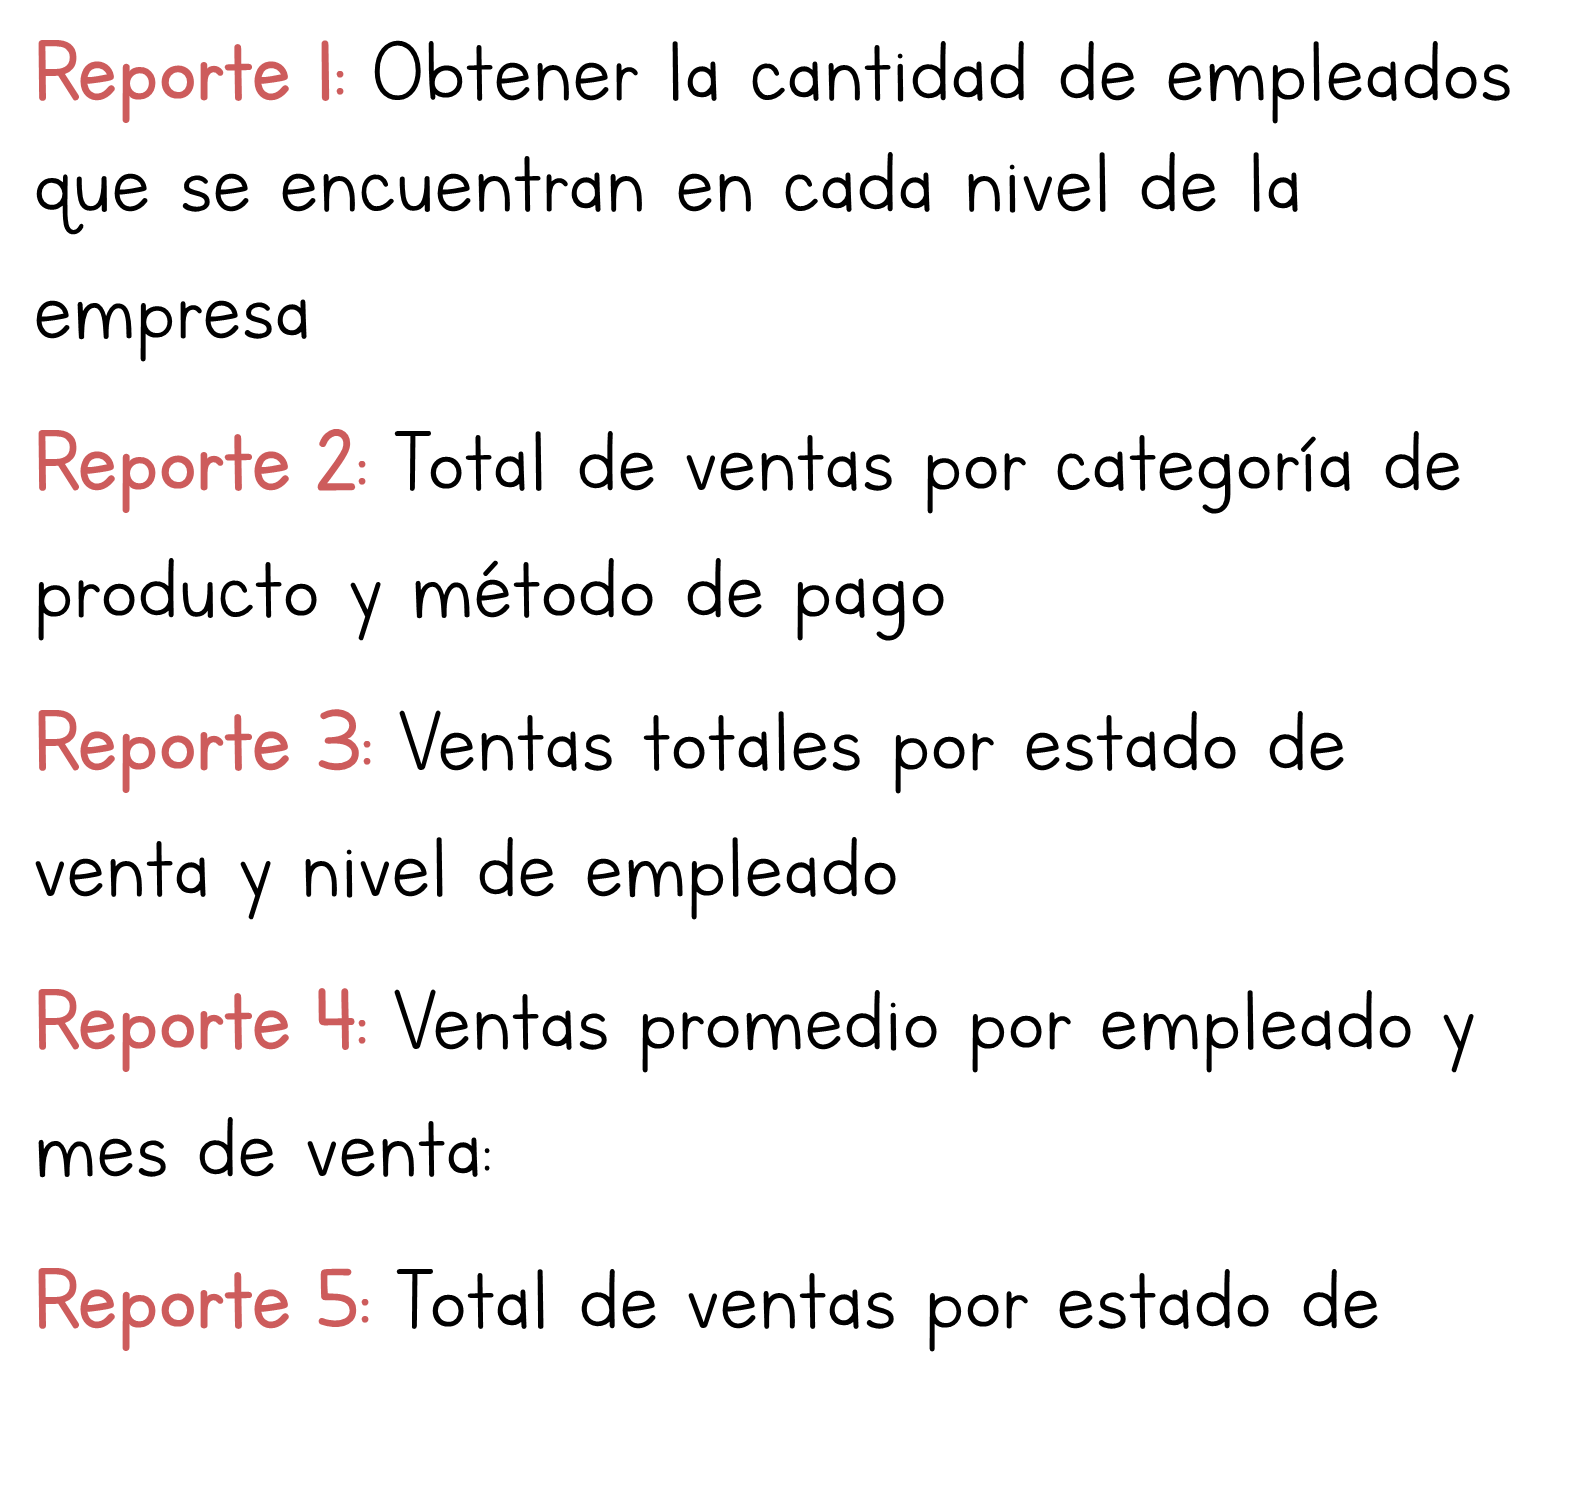 Reporte 1: Obtener la cantidad de empleados
que se encuentran en cada nivel de la
empresa
Reporte 2: Total de ventas por categoría de
producto y método de pago
Reporte 3: Ventas totales por estado de
venta y nivel de empleado
Reporte 4: Ventas promedio por empleado y
mes de venta:
Reporte 5: Total de ventas por estado de